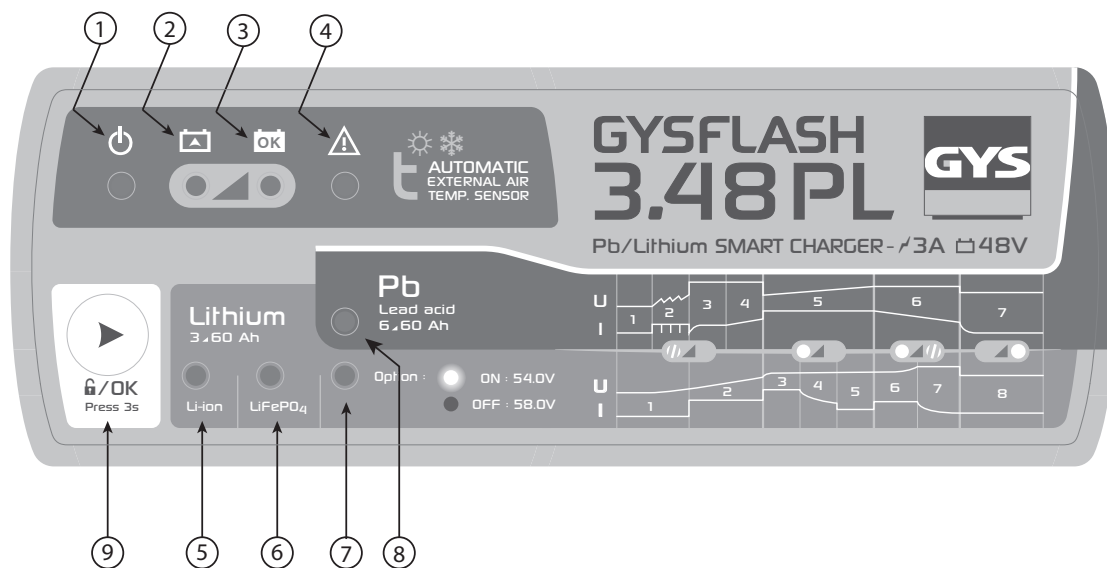 1
2
3
4
OK
t
AUTOMATIC
EXTERNAL AIR
TEMP. SENSOR
GYSFLASH
3.48 PL
GYS
Pb/Lithium SMART CHARGER - 3A 48V
/OK
Press 3s
Lithium
3 60 Ah
Li-ion
LiFePO4
Pb
Lead acid
6 60 Ah
Option : ON : 54.0V
OFF : 58.0V
U
I
1 2 3 4 5 6 7
U
I
1 2 3 4 5 6 7 8
9
5
6
7
8